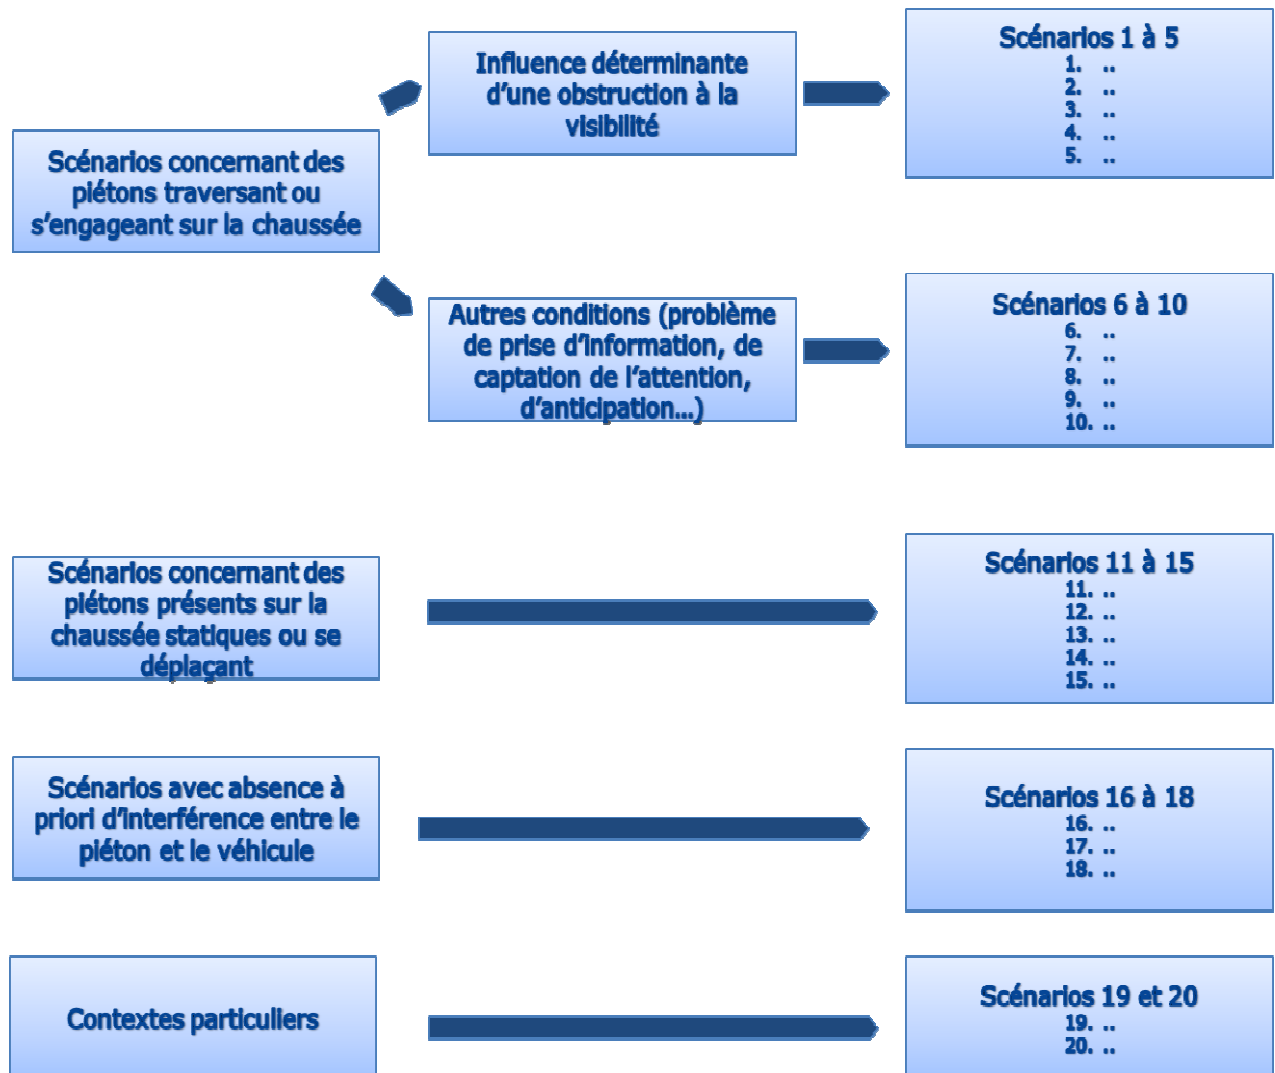 Scénarios concernant des
piétons traversant ou
s'engageant sur la chaussée
Influence déterminante
d'une obstruction à la
visibilité
Scénarios 1 à 5
1. ..
2. ..
3. ..
4. ..
5. ..
Autres conditions (problème
de prise d'information, de
captation de l'attention,
d'anticipation...)
Scénarios 6 à 10
6. ..
7. ..
8. ..
9. ..
10. ..
Scénarios concernant des
piétons présents sur la
chaussée statiques ou se
déplaçant
Scénarios 11 à 15
11. ..
12. ..
13. ..
14. ..
15. ..
Scénarios avec absence à
priori d'interférence entre le
piéton et le véhicule
Scénarios 16 à 18
16. ..
17. ..
18. ..
Contextes particuliers
Scénarios 19 et 20
19. ..
20. ..